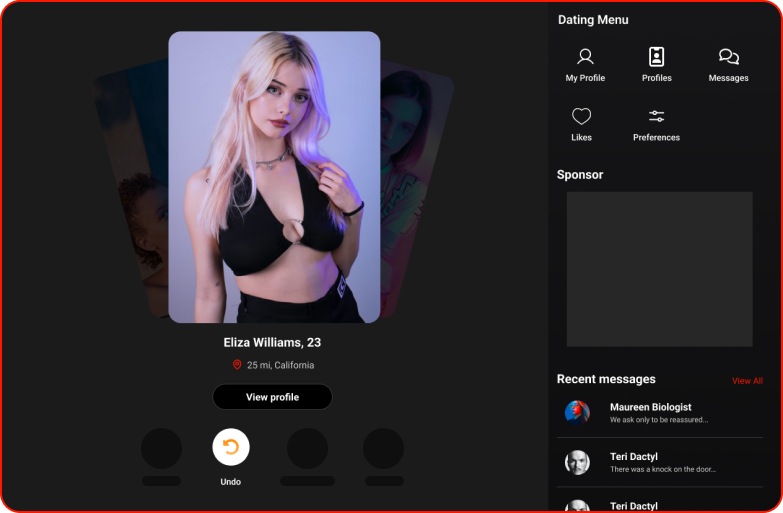 Dating Menu
My Profile
Profiles
Messages
Likes
Preferences
Sponsor
Eliza Williams, 23
25 mi, California
View profile
Undo
Recent messages
View All
Maureen Biologist
We ask only to be reassured...
Teri Dactyl
There was a knock on the door...
Teri Dactyl